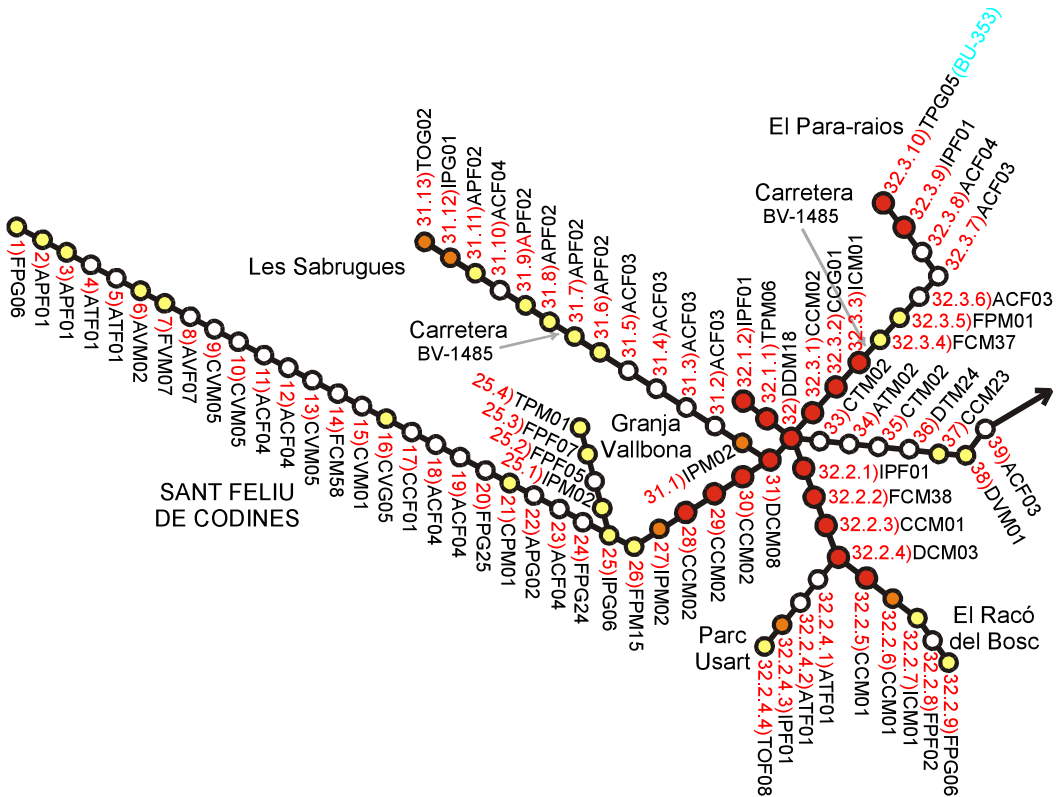 1)FPG06
2)APF01
3)APF01
4)ATF01
5)ATF01
6)AVM02
7)FVM07
8)AVF07
9)CVM05
10)CVM05
11)ACF04
12)ACF04
13)CVM05
14)FCM58
15)CVM01
16)CVG05
17)CCF01
18)ACF04
19)ACF04
20)FPG25
21)CPM01
22)APG02
23)ACF04
24)FPG24
25)IPG06
26)FPM15
27)IPM02
28)CCM02
29)CCM02
30)CCM02
31)DCM08
SANT FELIU
DE CODINES
25.4)TPM01
25.3)FPF07
25.2)FPF05
25.1)IPM02
Granja
Vallbona
Les Sabrugues
31.13)TOG02
31.12)IPG01
31.11)APF02
31.10)ACF04
31.9)APF02
31.8)APF02
31.7)APF02
31.6)APF02
31.5)ACF03
31.4)ACF03
31.3)ACF03
31.2)ACF03
31.1)IPM02
Carretera
BV-1485
32.1.2)IPF01
32.1.1)TPM06
32)DDM18
32.3.1)CCM02
32.3.2)CCG01
32.3.3)ICM01
Carretera
BV-1485
El Para-raios
32.3.10)TPG05(BU-353)
32.3.9)IPF01
32.3.8)ACF04
32.3.7)ACF03
32.3.6)ACF03
32.3.5)FPM01
32.3.4)FCM37
33)CTM02
34)ATM02
35)CTM02
36)DTM24
37)CCM23
38)DVM01
39)ACF03
32.2.1)IPF01
32.2.2)FCM38
32.2.3)CCM01
32.2.4)DCM03
Parc
Usart
32.2.4.4)TOF08
32.2.4.3)IPF01
32.2.4.2)ATF01
32.2.4.1)ATF01
32.2.5)CCM01
32.2.6)CCM01
32.2.7)ICM01
32.2.8)FPF02
32.2.9)FPG06
El Racó
del Bosc